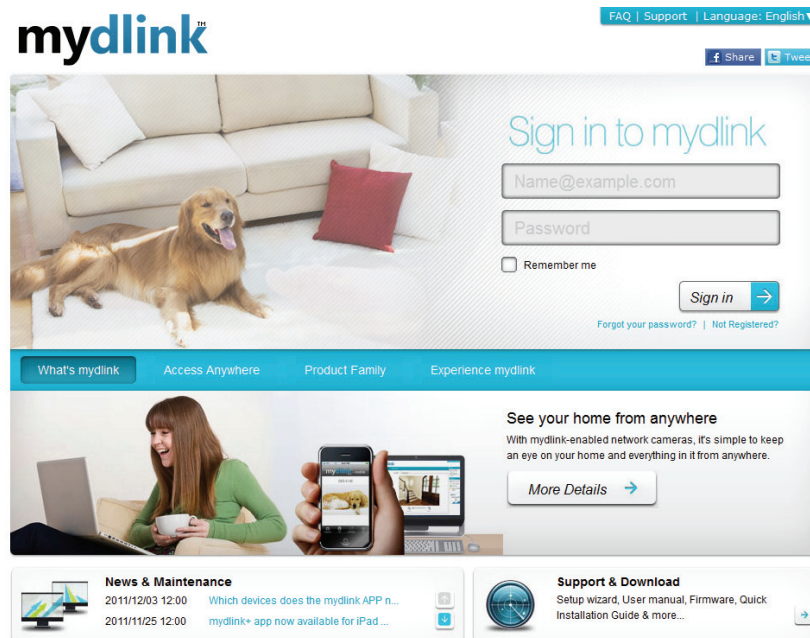 mydlink™
FAQ | Support | Language: English
Share
Twee
Sign in to mydlink
Name@example.com
Password
Remember me
Sign in
Forgot your password? | Not Registered?
What's mydlink
Access Anywhere
Product Family
Experience mydlink
See your home from anywhere
With mydlink-enabled network cameras, it's simple to keep
an eye on your home and everything in it from anywhere.
More Details
News & Maintenance
2011/12/03 12:00 Which devices does the mydlink APP n...
2011/11/25 12:00 mydlink+ app now available for iPad ...
Support & Download
Setup wizard, User manual, Firmware, Quick
Installation Guide & more...